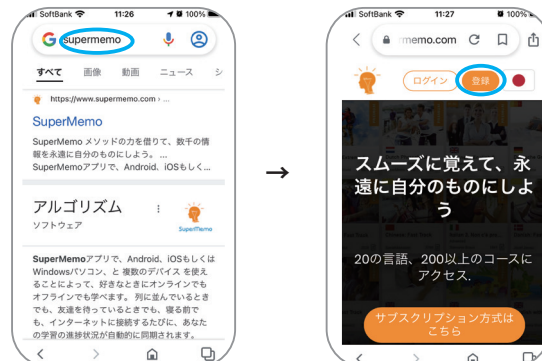 SoftBank 11:26 100%
supermemo
すべて 画像 動画 ニュース シ
https://www.supermemo.com › ...
SuperMemo
SuperMemo メソッドの力を借りて、数千の情
報を永遠に自分のものにしよう。...
SuperMemoアプリで、Android、iOSもしく...
アルゴリズム
ソフトウェア
SuperMemo
SuperMemoアプリで、Android、iOSもしくは
Windowsパソコン、と 複数のデバイス を使え
ることによって、好きなときにオンラインでも
オフラインでも学べます。 列に並んでいるとき
でも、友達を待っているときでも、寝る前で
も、インターネットに接続するたびに、あなた
の学習の進捗状況が自動的に同期されます。
→
SoftBank 11:27 100%
memo.com
ログイン 登録
スムーズに覚えて、永
遠に自分のものにしよ
う
20の言語、200以上のコースに
アクセス.
サブスクリプション方式は
こちら